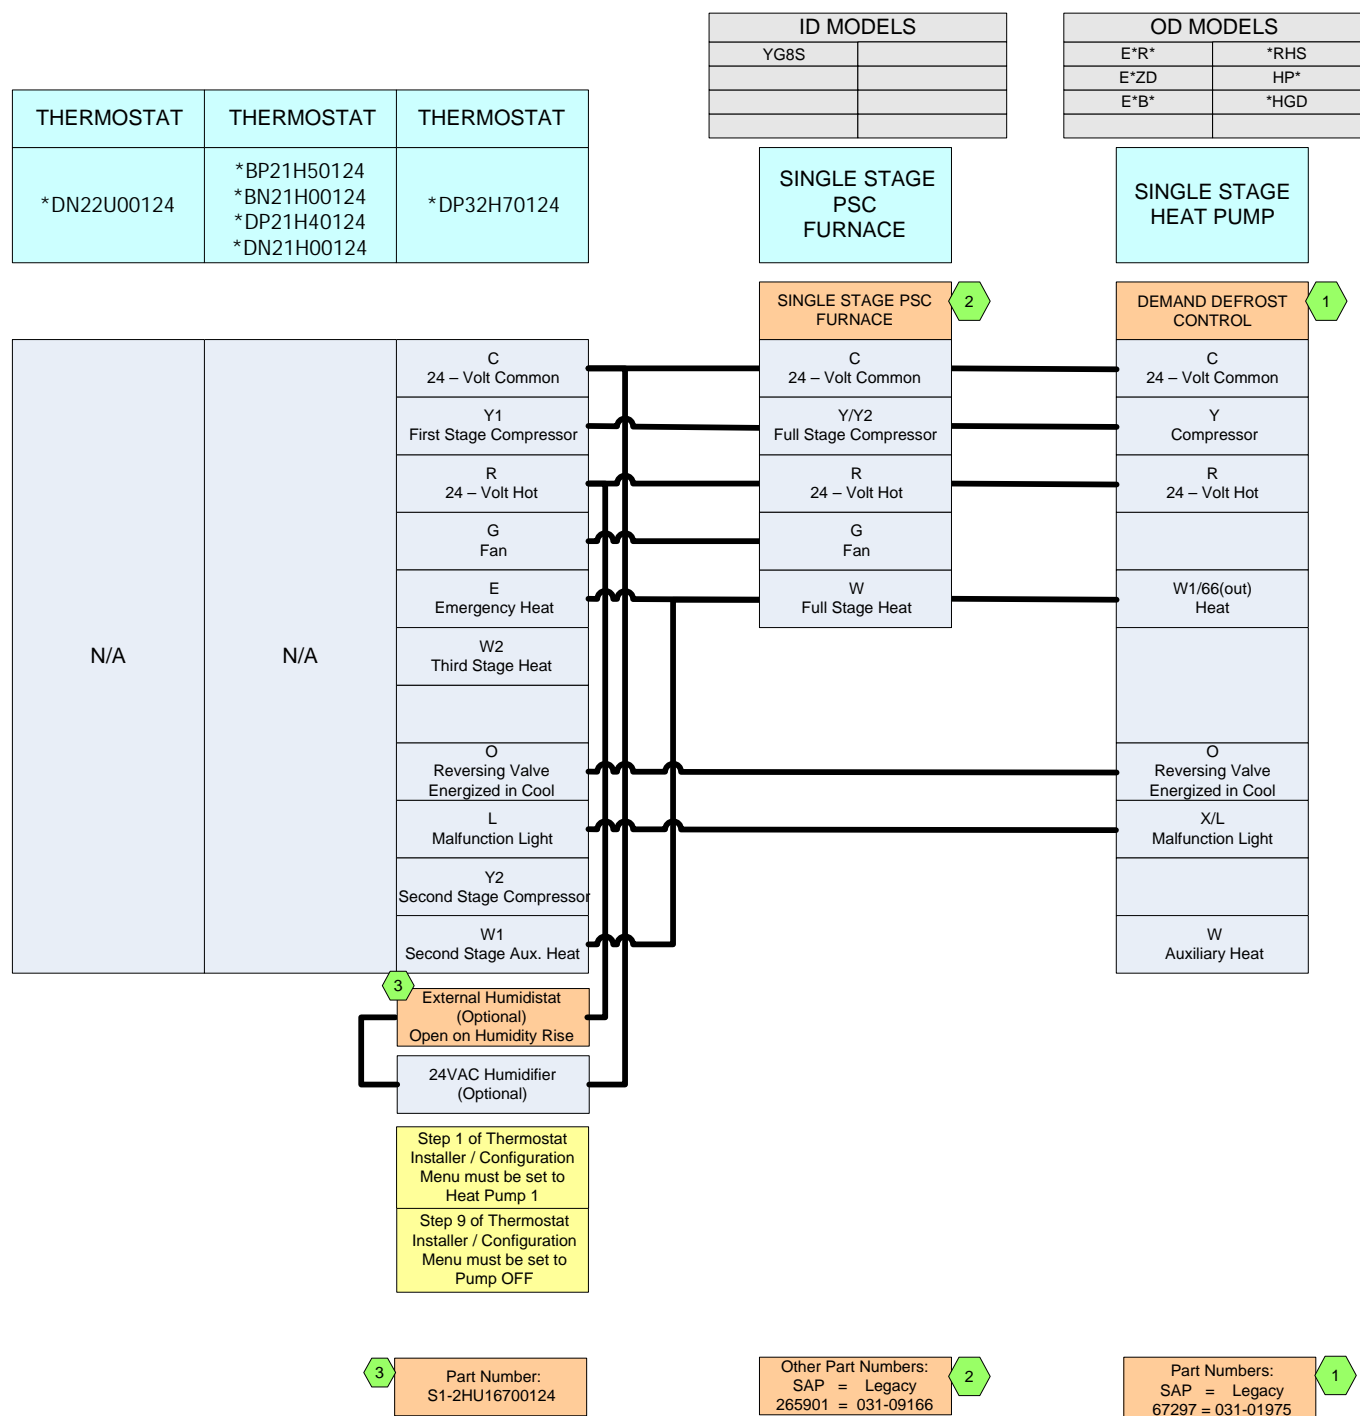 ID MODELS
YG8S
OD MODELS
E*R* *RHS
E*ZD HP*
E*B* *HGD
THERMOSTAT THERMOSTAT THERMOSTAT
*DN22U00124
*BP21H50124
*BN21H00124
*DP21H40124
*DN21H00124
*DP32H70124
SINGLE STAGE
PSC
FURNACE
SINGLE STAGE
HEAT PUMP
SINGLE STAGE PSC
FURNACE
2
DEMAND DEFROST
CONTROL
1
N/A
N/A
C
24 – Volt Common
Y1
First Stage Compressor
R
24 – Volt Hot
G
Fan
E
Emergency Heat
W2
Third Stage Heat
O
Reversing Valve
Energized in Cool
L
Malfunction Light
Y2
Second Stage Compressor
W1
Second Stage Aux. Heat
C
24 – Volt Common
Y/Y2
Full Stage Compressor
R
24 – Volt Hot
G
Fan
W
Full Stage Heat
C
24 – Volt Common
Y
Compressor
R
24 – Volt Hot
W1/66(out)
Heat
O
Reversing Valve
Energized in Cool
X/L
Malfunction Light
W
Auxiliary Heat
3
External Humidistat
(Optional)
Open on Humidity Rise
24VAC Humidifier
(Optional)
Step 1 of Thermostat
Installer / Configuration
Menu must be set to
Heat Pump 1
Step 9 of Thermostat
Installer / Configuration
Menu must be set to
Pump OFF
3
Part Number:
S1-2HU16700124
Other Part Numbers:
SAP = Legacy
265901 = 031-09166
2
Part Numbers:
SAP = Legacy
67297 = 031-01975
1